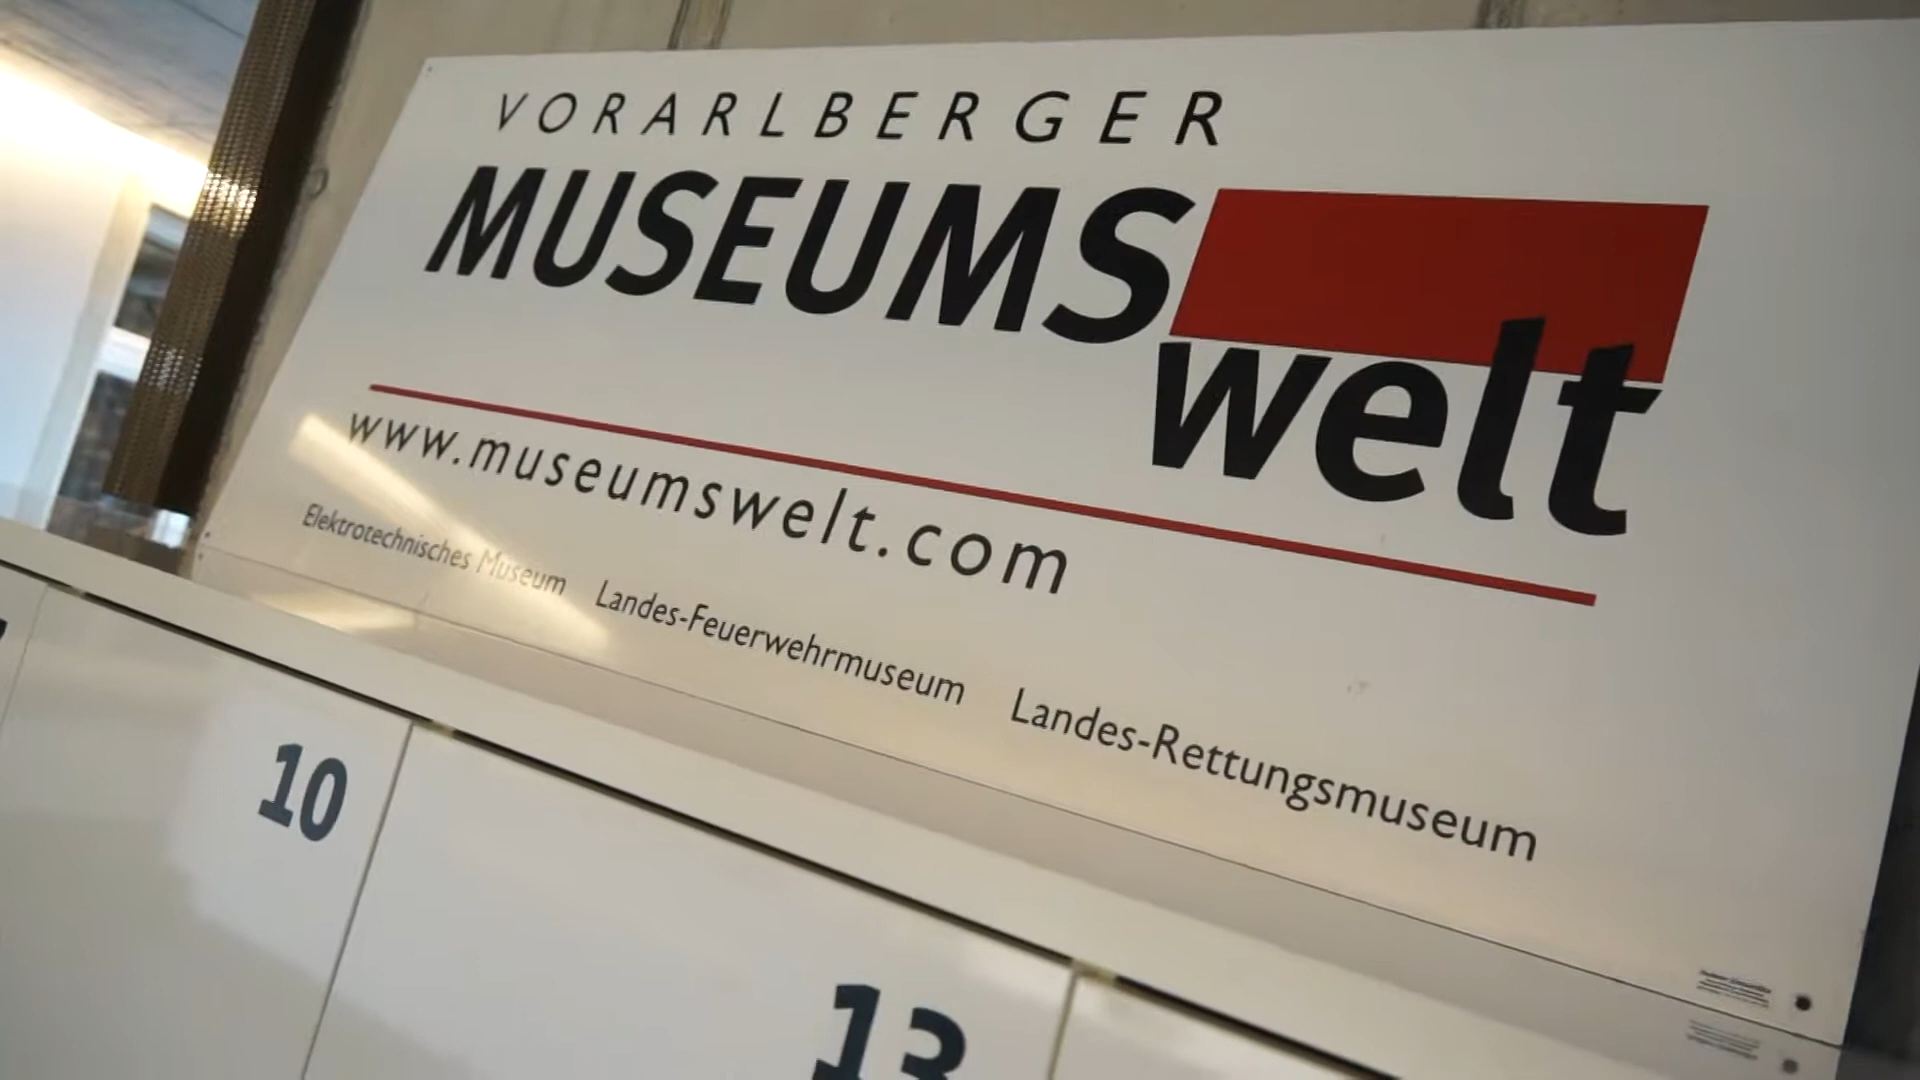 VORARLBERGER
MUSEUMS
welt
www.museumswelt.com
Elektrotechnisches Museum Landes-Feuerwehrmuseum Landes-Rettungsmuseum
10
13